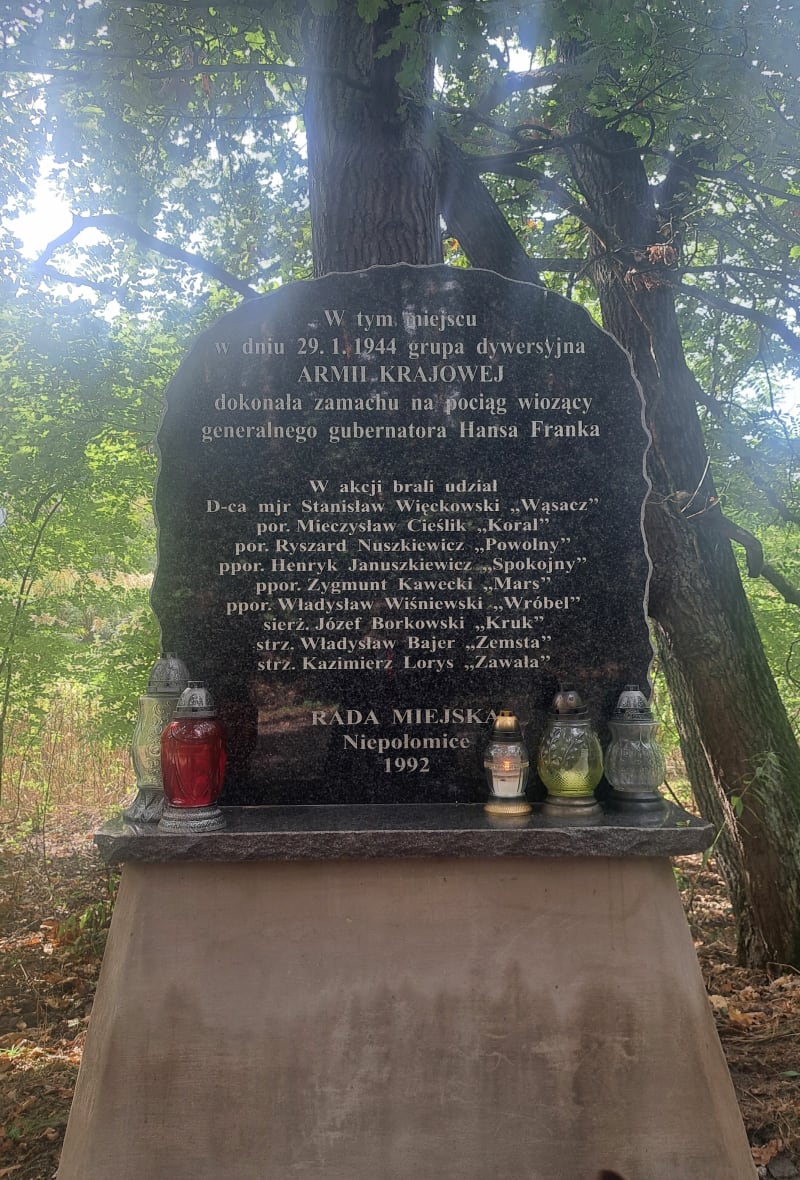 W tym miejscu
w dniu 29. 1. 1944 grupa dywersyjna
ARMII KRAJOWEJ
dokonała zamachu na pociąg wiozący
generalnego gubernatora Hansa Franka
W akcji brali udział
D-ca mjr Stanisław Więckowski „Wąsacz”
por. Mieczysław Cieślik „Koral”
por. Ryszard Nuszkiewicz „Powolny”
ppor. Henryk Januszkiewicz „Spokojny”
ppor. Zygmunt Kawecki „Mars”
ppor. Władysław Wiśniewski „Wróbel”
sierż. Józef Borkowski „Kruk”
strz. Władysław Bajer „Zemsta”
strz. Kazimierz Lorys „Zawała”
RADA MIEJSKA
Niepołomice
1992